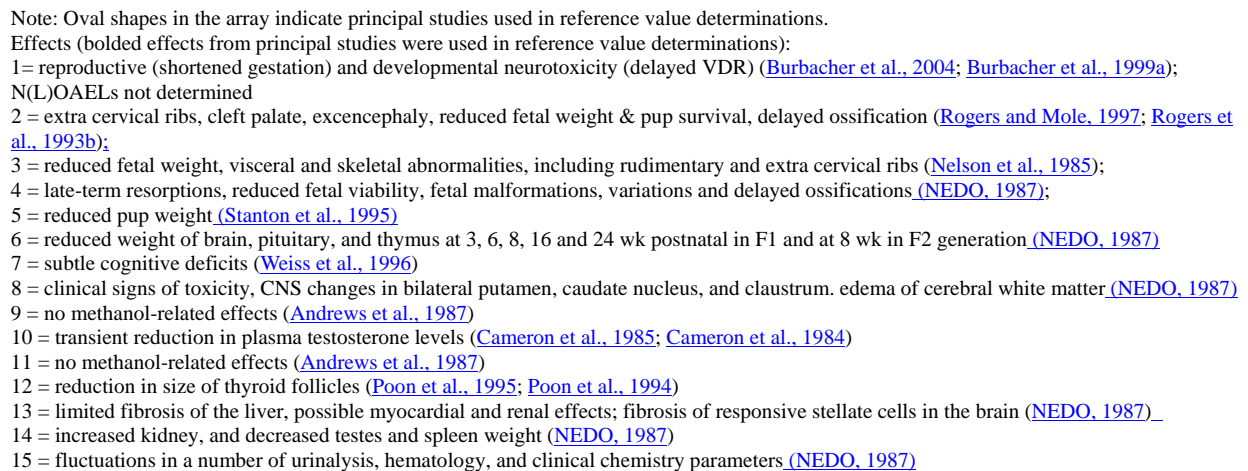 Note: Oval shapes in the array indicate principal studies used in reference value determinations.
Effects (bolded effects from principal studies were used in reference value determinations):
1= reproductive (shortened gestation) and developmental neurotoxicity (delayed VDR) (Burbacher et al., 2004; Burbacher et al., 1999a);
N(L)OAELs not determined
2 = extra cervical ribs, cleft palate, excencephaly, reduced fetal weight & pup survival, delayed ossification (Rogers and Mole, 1997; Rogers et
al., 1993b);
3 = reduced fetal weight, visceral and skeletal abnormalities, including rudimentary and extra cervical ribs (Nelson et al., 1985);
4 = late-term resorptions, reduced fetal viability, fetal malformations, variations and delayed ossifications (NEDO, 1987);
5 = reduced pup weight (Stanton et al., 1995)
6 = reduced weight of brain, pituitary, and thymus at 3, 6, 8, 16 and 24 wk postnatal in F1 and at 8 wk in F2 generation (NEDO, 1987)
7 = subtle cognitive deficits (Weiss et al., 1996)
8 = clinical signs of toxicity, CNS changes in bilateral putamen, caudate nucleus, and claustrum. edema of cerebral white matter (NEDO, 1987)
9 = no methanol-related effects (Andrews et al., 1987)
10 = transient reduction in plasma testosterone levels (Cameron et al., 1985; Cameron et al., 1984)
11 = no methanol-related effects (Andrews et al., 1987)
12 = reduction in size of thyroid follicles (Poon et al., 1995; Poon et al., 1994)
13 = limited fibrosis of the liver, possible myocardial and renal effects; fibrosis of responsive stellate cells in the brain (NEDO, 1987)
14 = increased kidney, and decreased testes and spleen weight (NEDO, 1987)
15 = fluctuations in a number of urinalysis, hematology, and clinical chemistry parameters (NEDO, 1987)